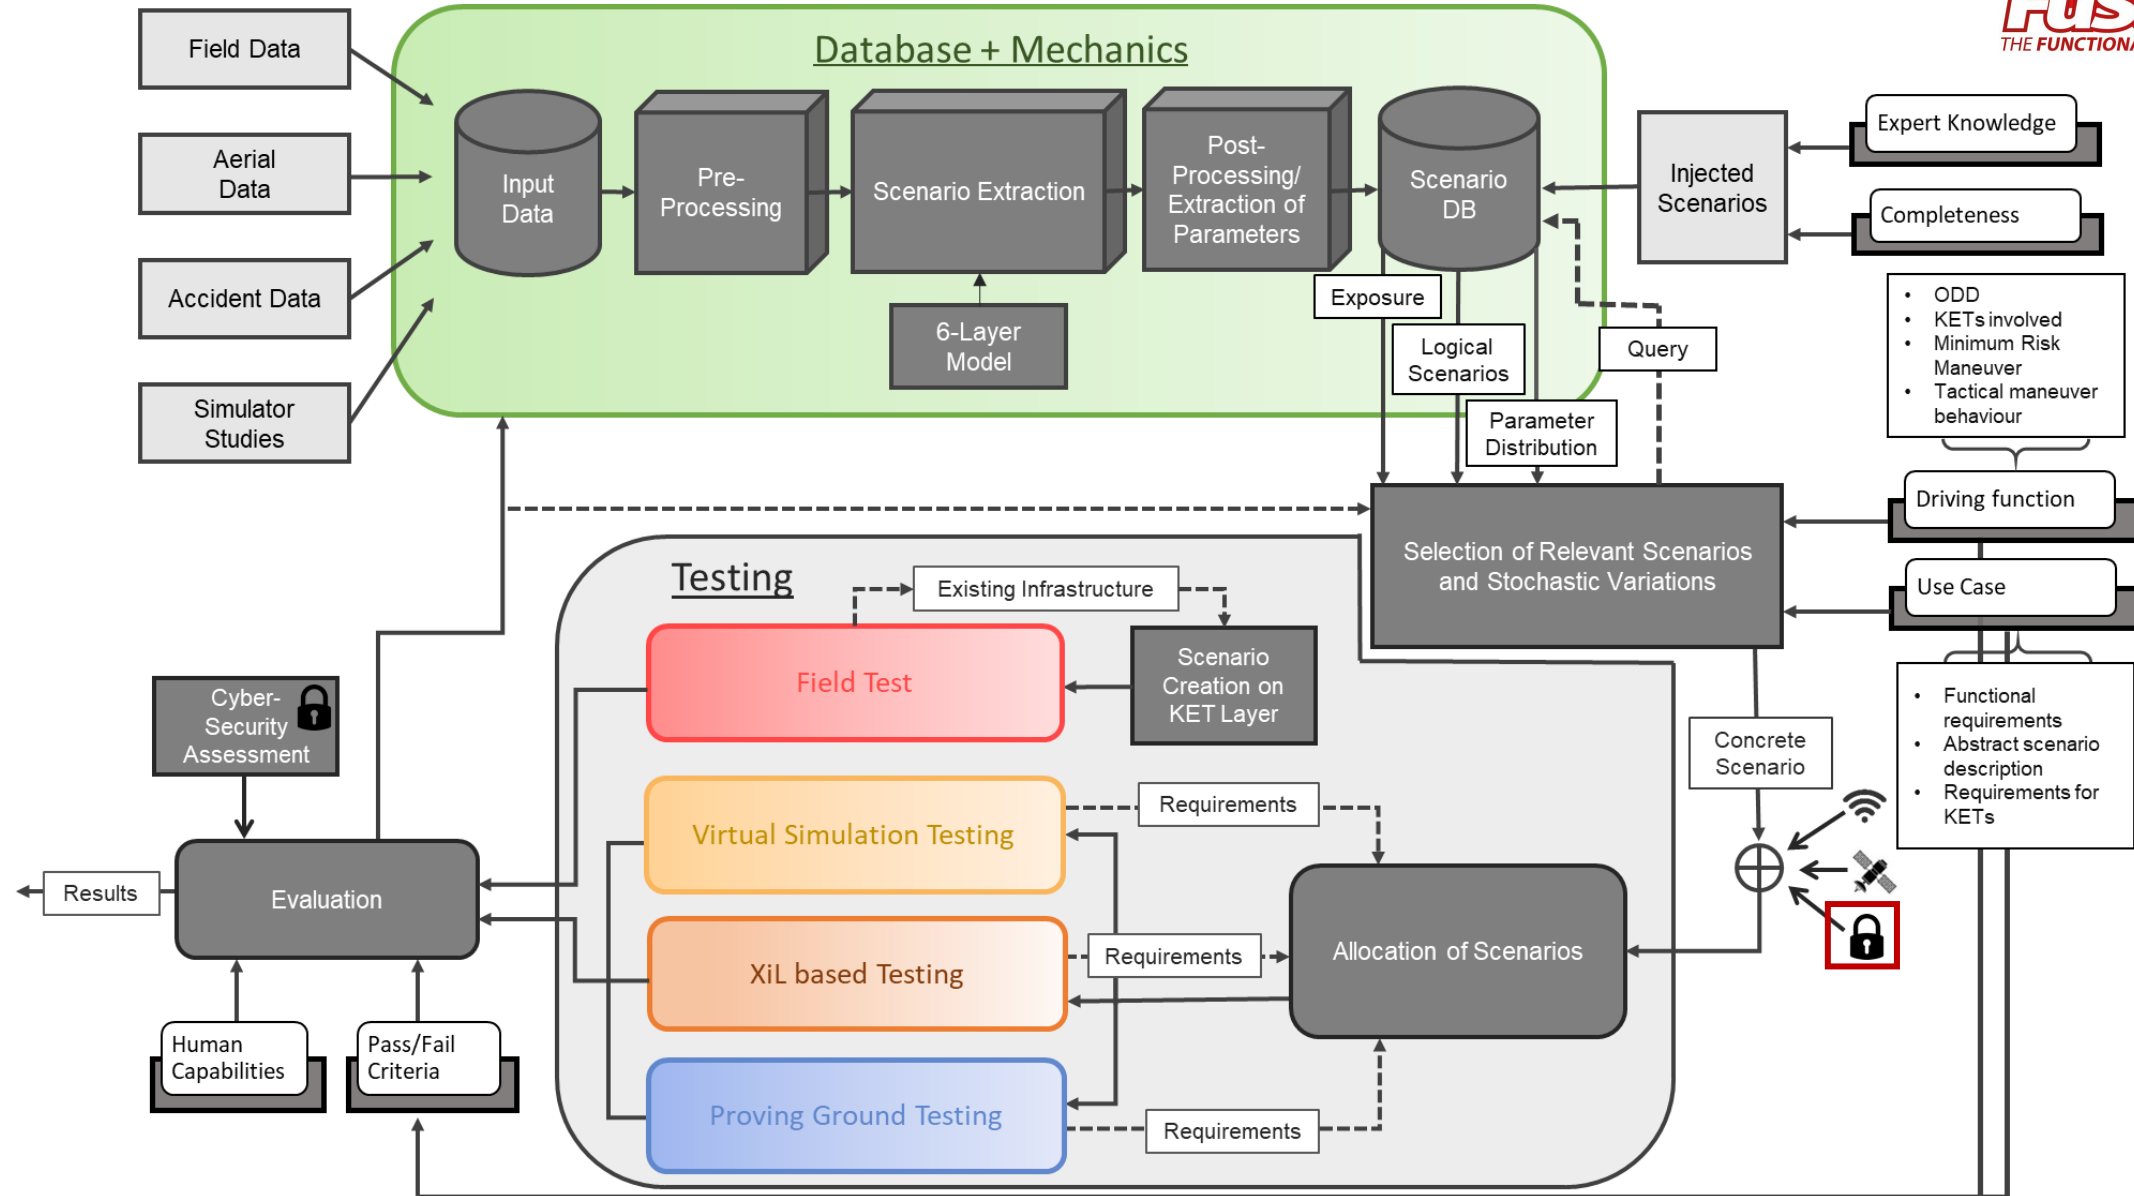 THE FUNCTIONA
Database + Mechanics
Field Data
Aerial
Data
Accident Data
Simulator
Studies
Input
Data
Pre-
Processing
Scenario Extraction
6-Layer
Model
Post-
Processing/
Extraction of
Parameters
Scenario
DB
Injected
Scenarios
Expert Knowledge
Completeness
Exposure
Logical
Scenarios
Parameter
Distribution
Query
• ODD
• KETs involved
• Minimum Risk
Maneuver
• Tactical maneuver
behaviour
Driving function
Use Case
• Functional
requirements
• Abstract scenario
description
• Requirements for
KETs
Selection of Relevant Scenarios
and Stochastic Variations
Concrete
Scenario
Testing
Existing Infrastructure
Field Test
Scenario
Creation on
KET Layer
Virtual Simulation Testing
Requirements
XiL based Testing
Requirements
Allocation of Scenarios
Proving Ground Testing
Requirements
Cyber-
Security
Assessment
Evaluation
Results
Human
Capabilities
Pass/Fail
Criteria